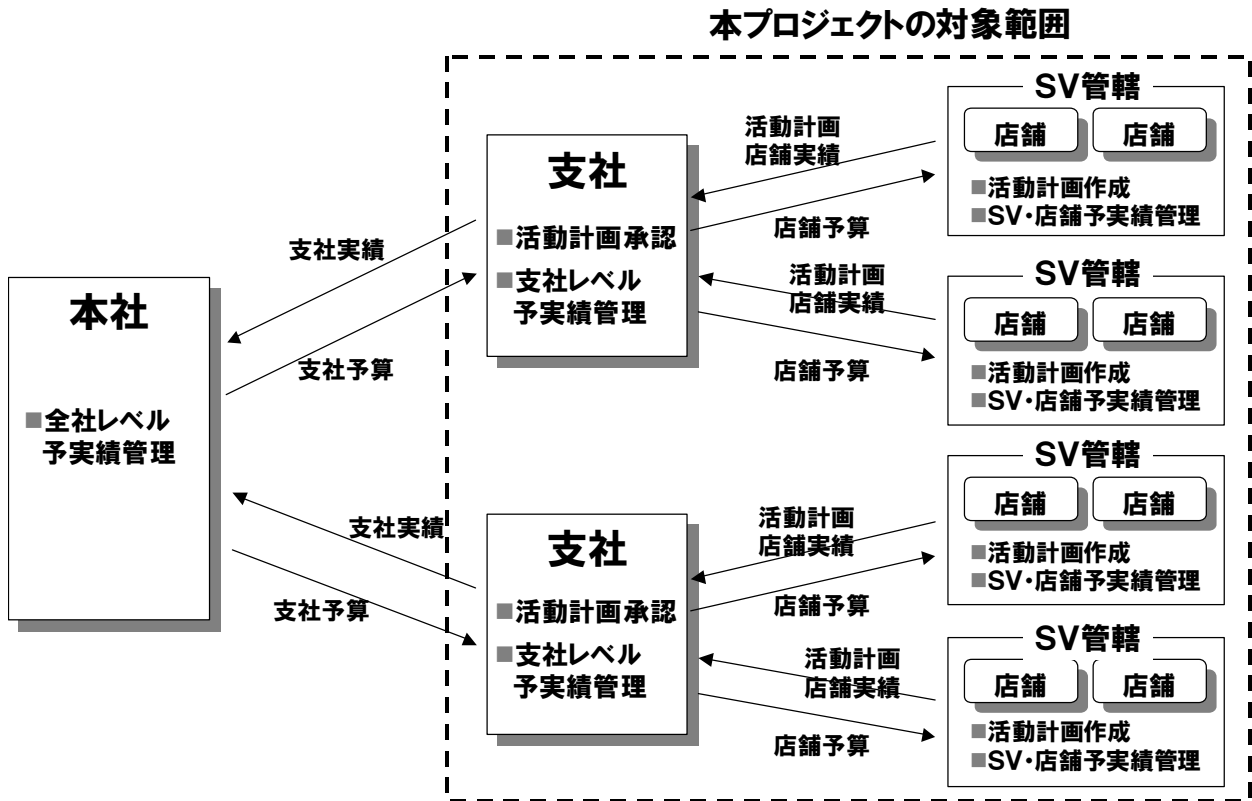 本プロジェクトの対象範囲
本社
■全社レベル
予実績管理
支社実績
支社予算
支社実績
支社予算
支社
■活動計画承認
■支社レベル
予実績管理
活動計画
店舗実績
店舗予算
活動計画
店舗実績
店舗予算
SV管轄
店舗 店舗
■活動計画作成
■SV・店舗予実績管理
SV管轄
店舗 店舗
■活動計画作成
■SV・店舗予実績管理
支社
■活動計画承認
■支社レベル
予実績管理
活動計画
店舗実績
店舗予算
活動計画
店舗実績
店舗予算
SV管轄
店舗 店舗
■活動計画作成
■SV・店舗予実績管理
SV管轄
店舗 店舗
■活動計画作成
■SV・店舗予実績管理